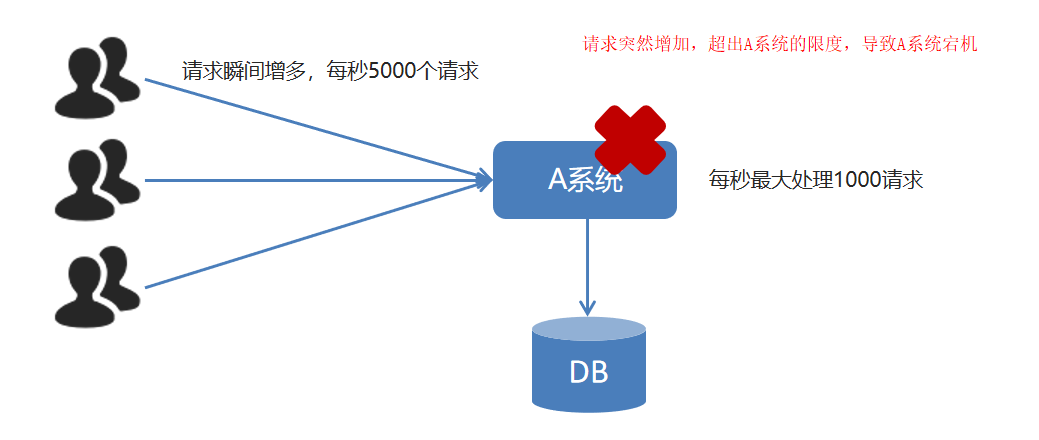 请求突然增加，超出A系统的限度，导致A系统宕机
请求瞬间增多，每秒5000个请求
A系统
每秒最大处理1000请求
DB